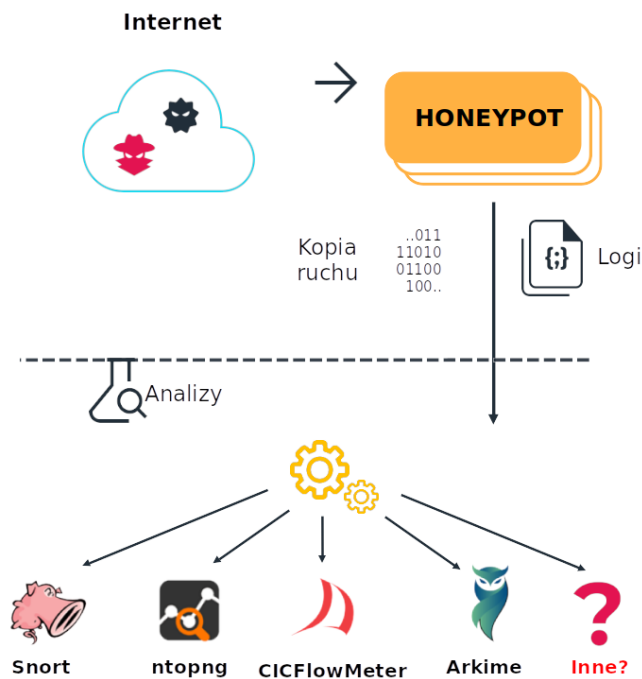 Internet
HONEYPOT
Kopia
ruchu
..011
11010
01100
100..
{;}
Logi
Analizy
Snort
ntopng
CICFlowMeter
Arkime
?
Inne?